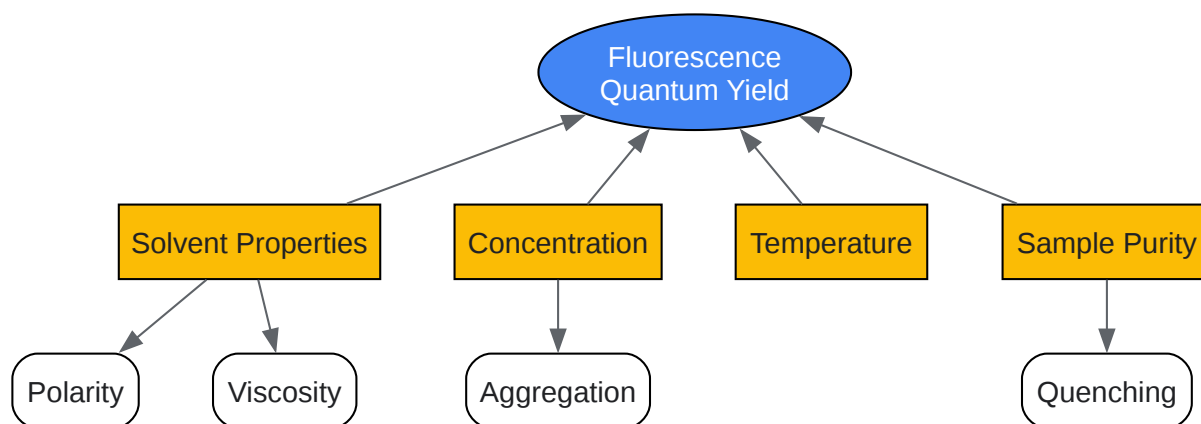 Fluorescence
Quantum Yield
Solvent Properties
Concentration
Temperature
Sample Purity
Polarity
Viscosity
Aggregation
Quenching